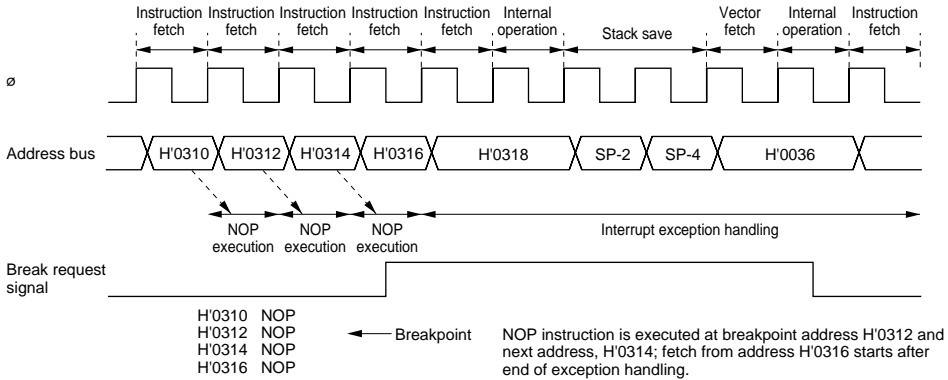 Instruction Instruction Instruction Instruction Instruction Internal Vector Internal Instruction
fetch fetch fetch fetch fetch operation Stack save fetch operation fetch
ø
Address bus H'0310 H'0312 H'0314 H'0316 H'0318 SP-2 SP-4 H'0036
NOP NOP NOP Interrupt exception handling
execution execution execution
Break request
signal
H'0310 NOP
H'0312 NOP Breakpoint
H'0314 NOP
H'0316 NOP
NOP instruction is executed at breakpoint address H'0312 and
next address, H'0314; fetch from address H'0316 starts after
end of exception handling.